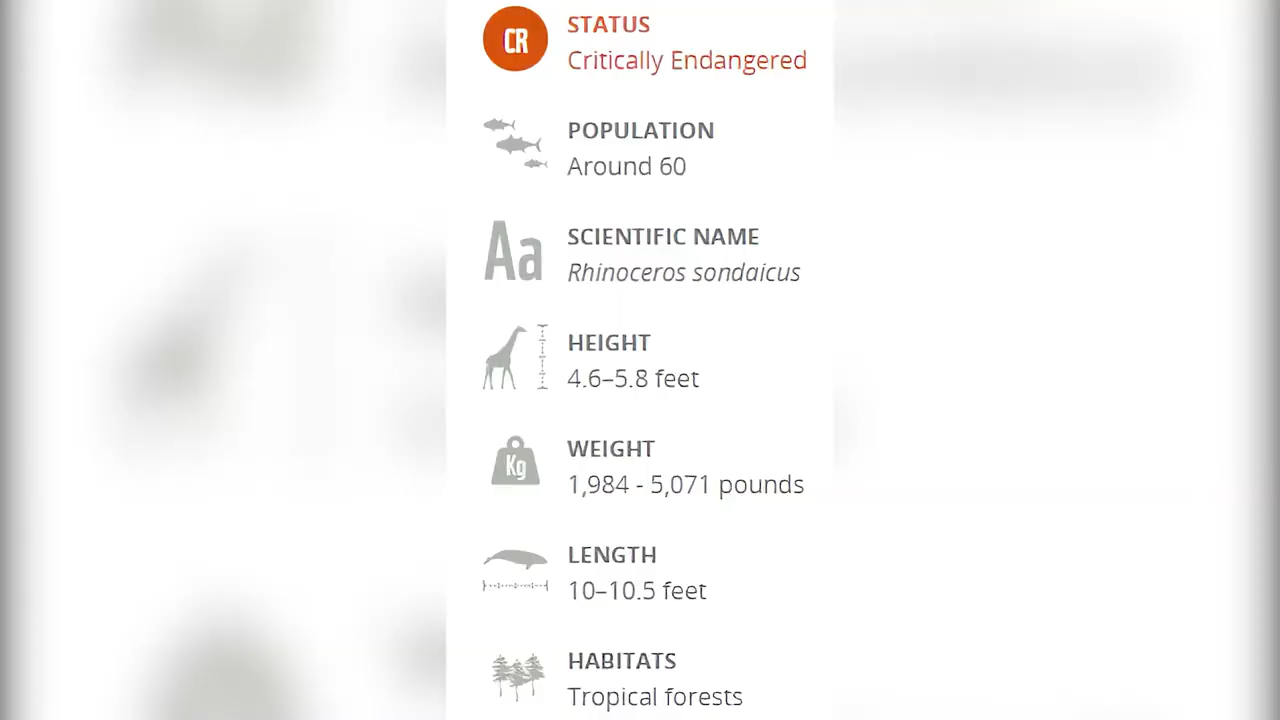 CR
STATUS
Critically Endangered
POPULATION
Around 60
Aa
SCIENTIFIC NAME
Rhinoceros sondaicus
HEIGHT
4.6–5.8 feet
Kg
WEIGHT
1,984 - 5,071 pounds
LENGTH
10–10.5 feet
HABITATS
Tropical forests